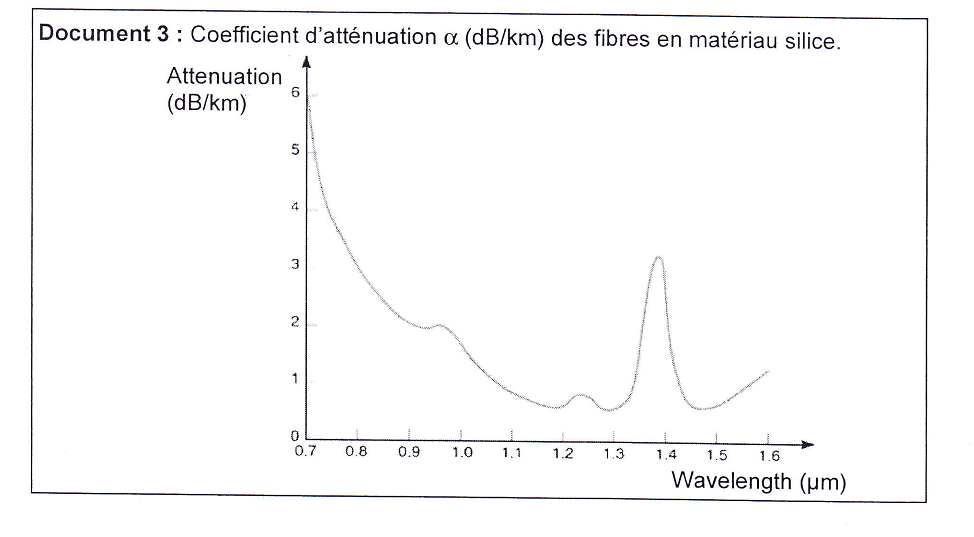 Document 3 : Coefficient d'atténuation α (dB/km) des fibres en matériau silice.
Attenuation
(dB/km)
6
5
4
3
2
1
0
0.7 0.8 0.9 1.0 1.1 1.2 1.3 1.4 1.5 1.6
Wavelength (µm)